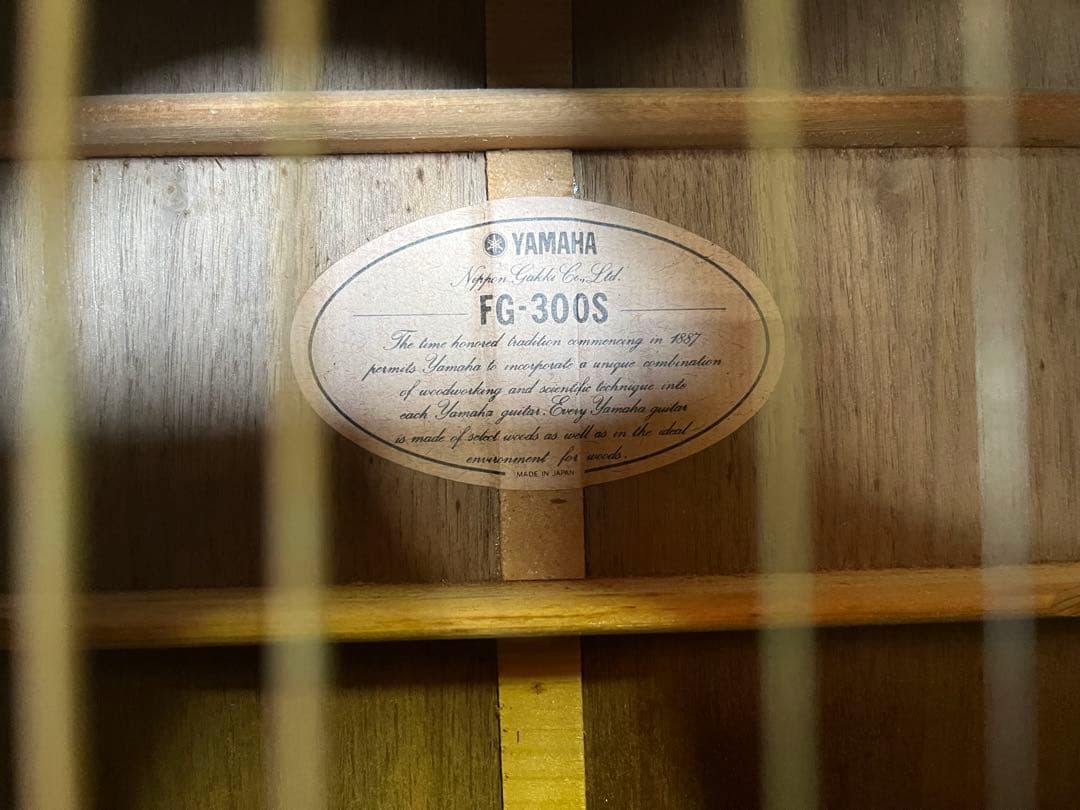 YAMAHA
Nippon Gakki Co., Ltd.
FG-300S
The time honored tradition commencing in 1887
permits Yamaha to incorporate a unique combination
of woodworking and scientific technique into
each Yamaha guitar. Every Yamaha guitar
is made of select woods as well as in the ideal
environment for woods.
MADE IN JAPAN